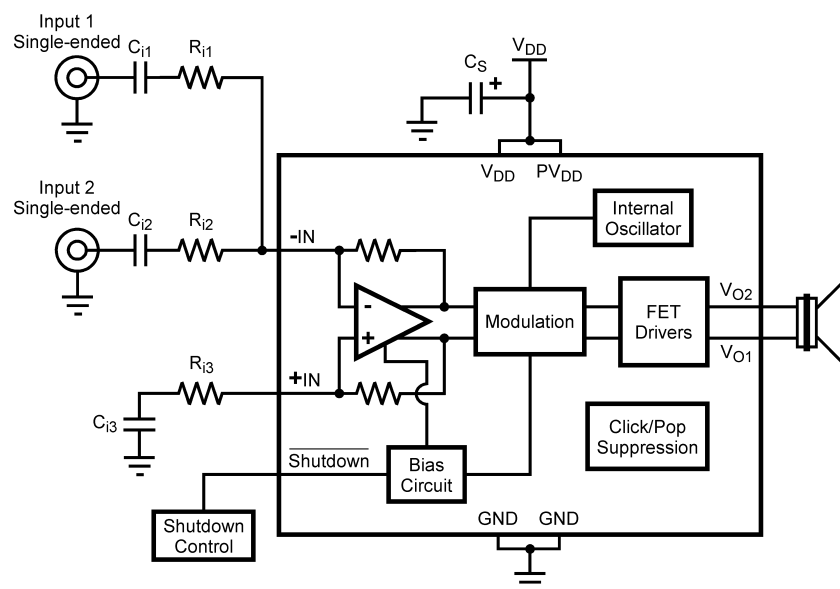 Input 1
Single-ended
Ci1
Ri1
VDD
CS
+
VDD
PVDD
Input 2
Single-ended
Ci2
Ri2
-IN
Internal
Oscillator
-
+
Modulation
FET
Drivers
VO2
VO1
Ri3
+IN
Ci3
Click/Pop
Suppression
Shutdown
Bias
Circuit
Shutdown
Control
GND
GND